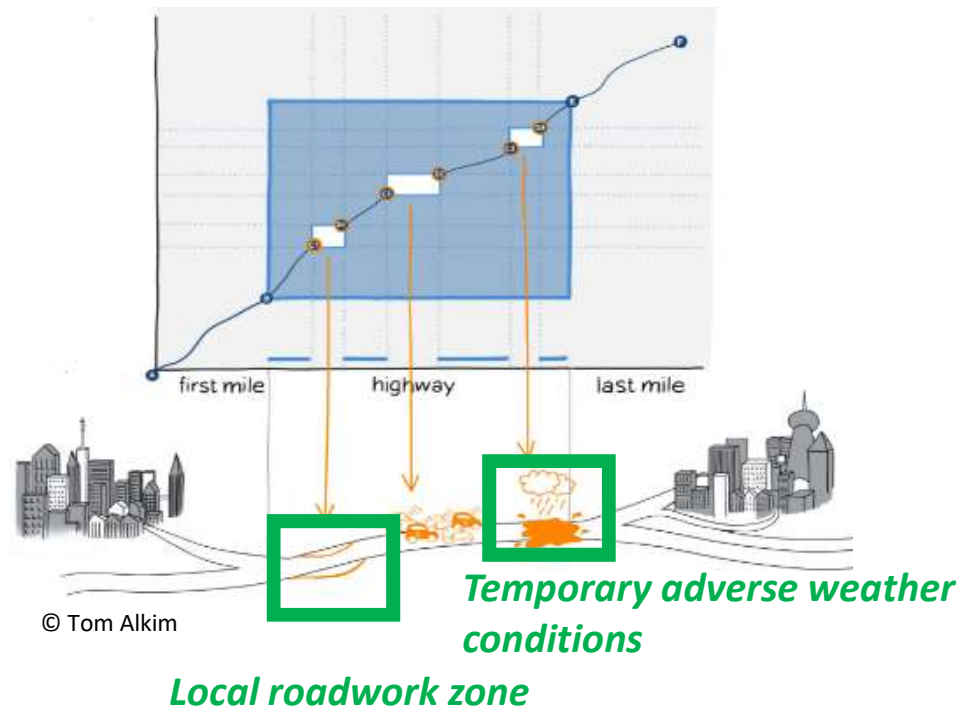 first mile highway last mile
© Tom Alkim
Temporary adverse weather
conditions
Local roadwork zone